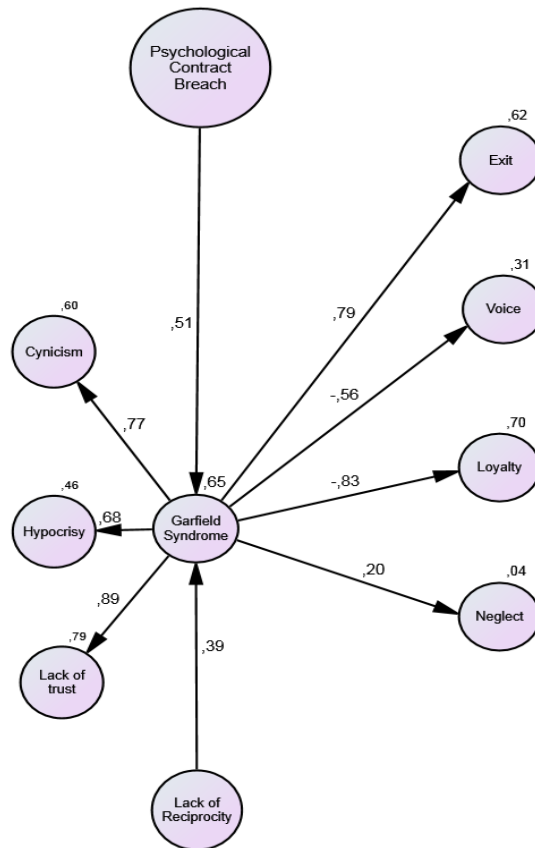 Psychological
Contract
Breach
,62
Exit
,31
Voice
,79
,51
,60
Cynicism
-,56
,77
,70
Loyalty
-,83
,65
Garfield
Syndrome
,46
Hypocrisy
,68
,20
,04
Neglect
,89
,79
Lack of
trust
,39
Lack of
Reciprocity